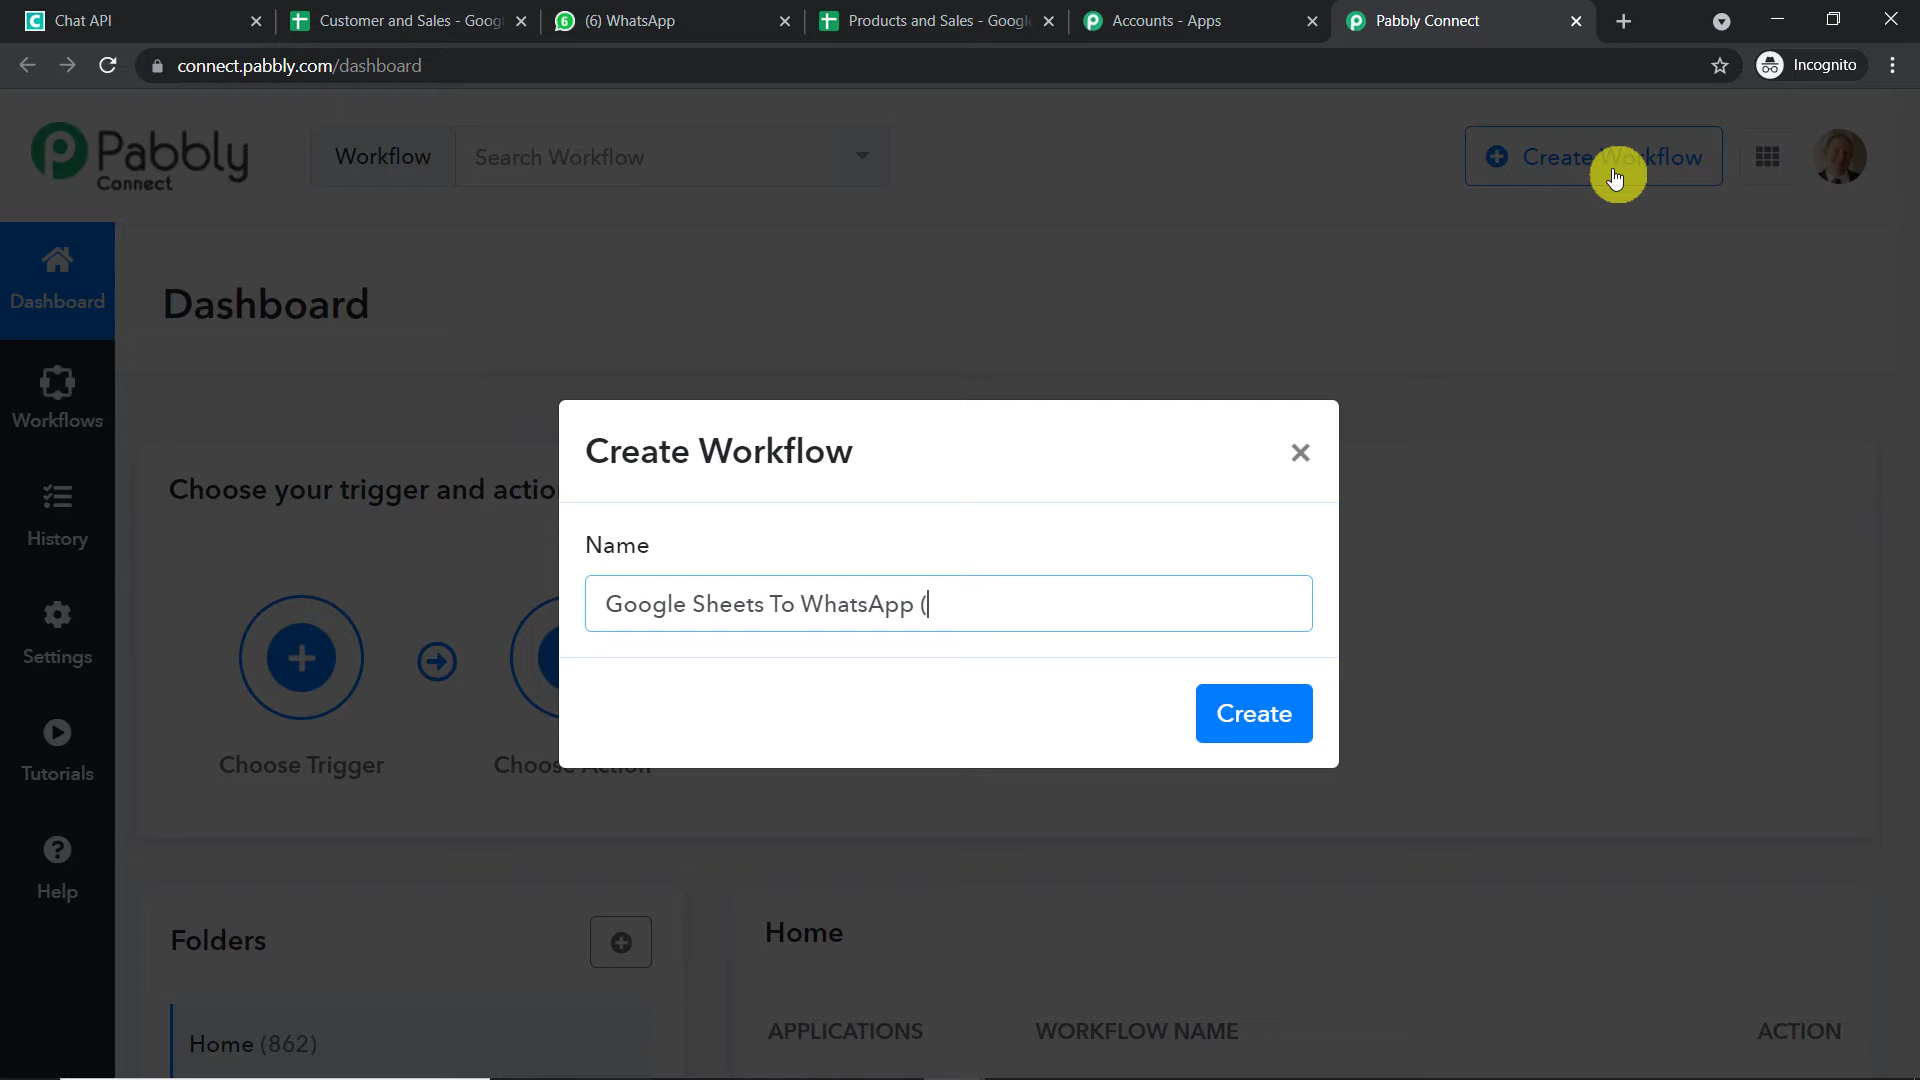 Chat API
Customer and Sales - Goog
(6) WhatsApp
Products and Sales - Google
Accounts - Apps
Pabbly Connect
connect.pabbly.com/dashboard
Incognito
Pabbly
Connect
Workflow
Search Workflow
Create Workflow
Dashboard
Dashboard
Workflows
Choose your trigger and actio
History
Settings
Tutorials
Help
Choose Trigger
Choose Action
Create Workflow
Name
Google Sheets To WhatsApp (
Create
Folders
Home (862)
Home
APPLICATIONS
WORKFLOW NAME
ACTION